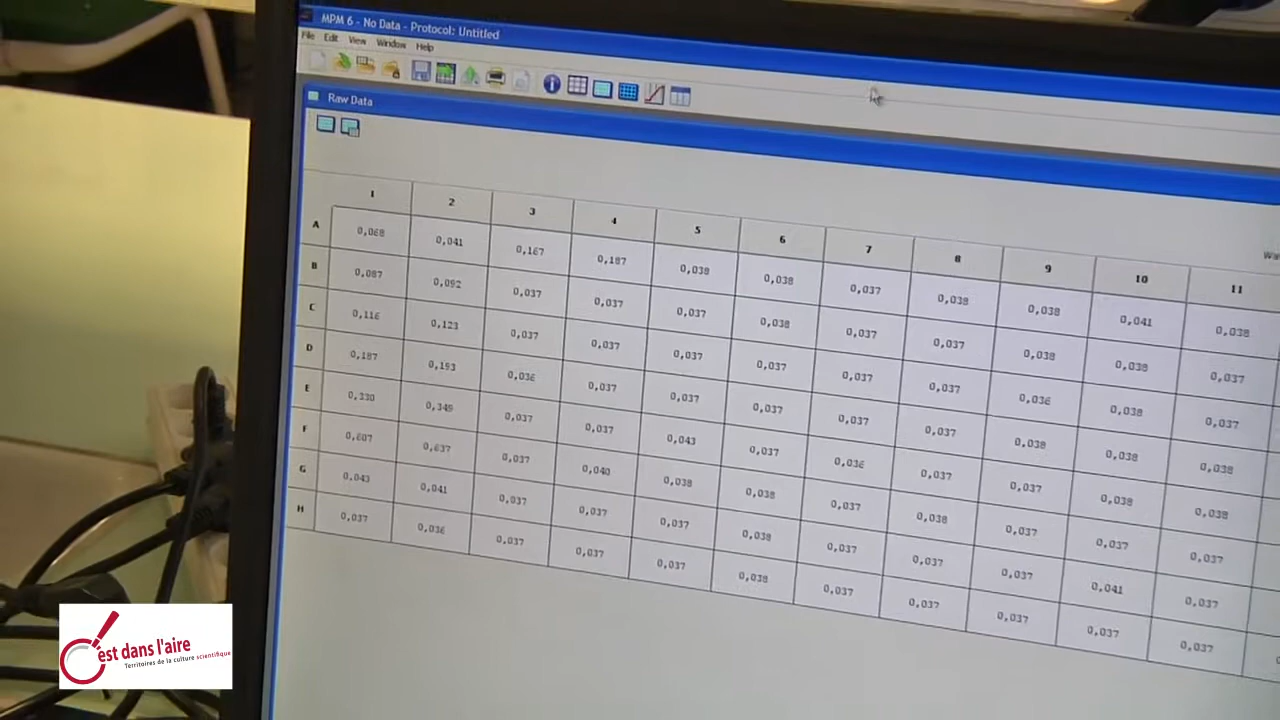 MPM 6 - No Data - Protocol: Untitled
File Edit View Window Help
Raw Data
1 2 3 4 5 6 7 8 9 10 11
A 0,068 0,041 0,167 0,187 0,038 0,038 0,037 0,038 0,038 0,041 0,038
B 0,087 0,092 0,037 0,037 0,037 0,038 0,037 0,037 0,038 0,038 0,037
C 0,116 0,123 0,037 0,037 0,037 0,037 0,037 0,037 0,036 0,038 0,037
D 0,187 0,193 0,036 0,037 0,037 0,037 0,037 0,037 0,038 0,038 0,038
E 0,330 0,349 0,037 0,037 0,043 0,037 0,036 0,037 0,037 0,038 0,038
F 0,607 0,637 0,037 0,040 0,038 0,038 0,037 0,038 0,037 0,037 0,037
G 0,043 0,041 0,037 0,037 0,037 0,038 0,037 0,037 0,037 0,041 0,037
H 0,037 0,036 0,037 0,037 0,037 0,038 0,037 0,037 0,037 0,037 0,037
C'est dans l'aire
Territoires de la culture scientifique